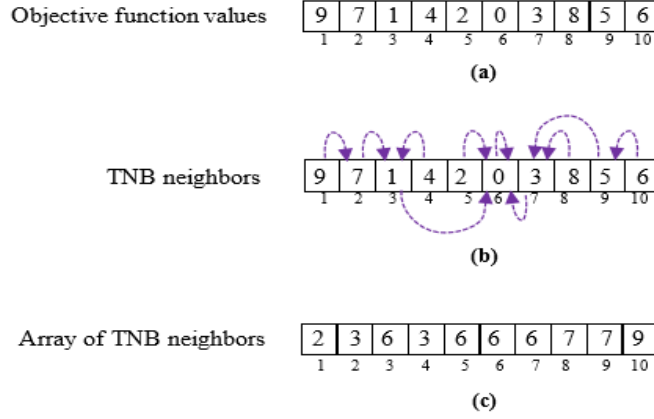 Objective function values 9 7 1 4 2 0 3 8 5 6
1 2 3 4 5 6 7 8 9 10
(a)
TNB neighbors 9 7 1 4 2 0 3 8 5 6
1 2 3 4 5 6 7 8 9 10
(b)
Array of TNB neighbors 2 3 6 3 6 6 6 7 7 9
1 2 3 4 5 6 7 8 9 10
(c)